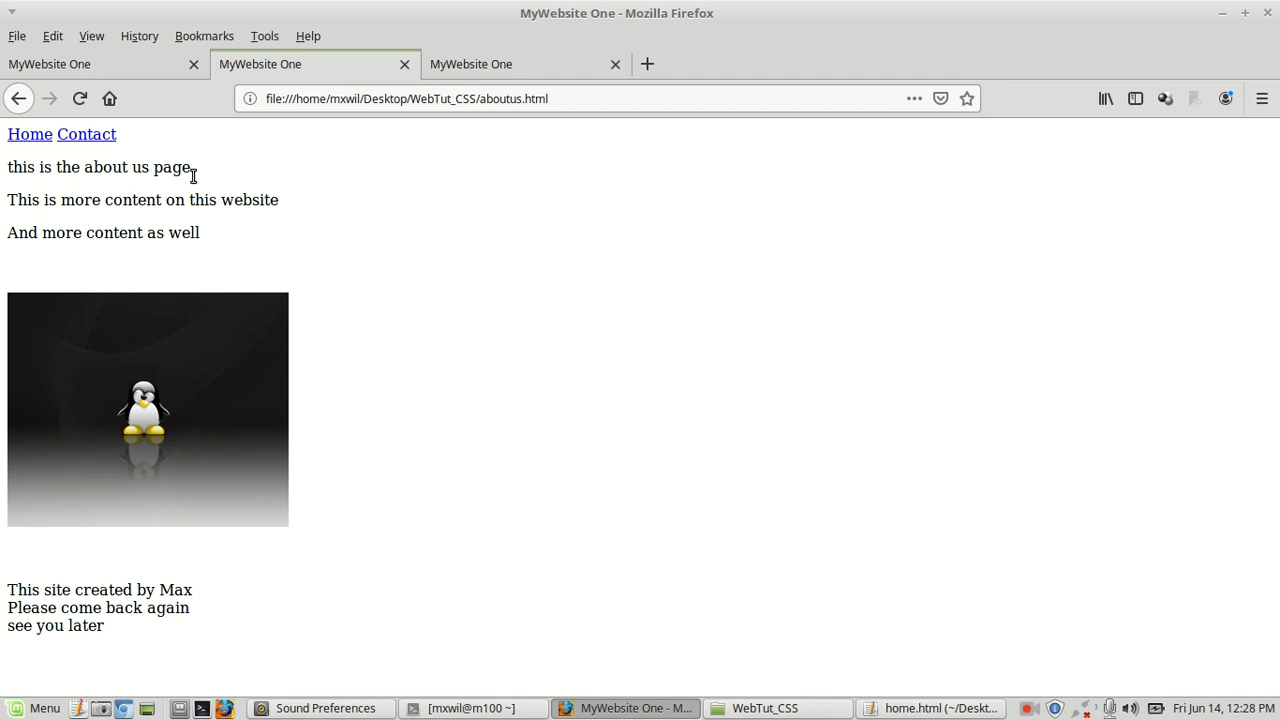 MyWebsite One - Mozilla Firefox
File Edit View History Bookmarks Tools Help
MyWebsite One MyWebsite One MyWebsite One
file:///home/mxwil/Desktop/WebTut_CSS/aboutus.html
Home Contact
this is the about us page
This is more content on this website
And more content as well
This site created by Max
Please come back again
see you later
Menu Sound Preferences [mxwil@m100 ~] MyWebsite One - M... WebTut_CSS home.html (~/Deskt... Fri Jun 14, 12:28 PM